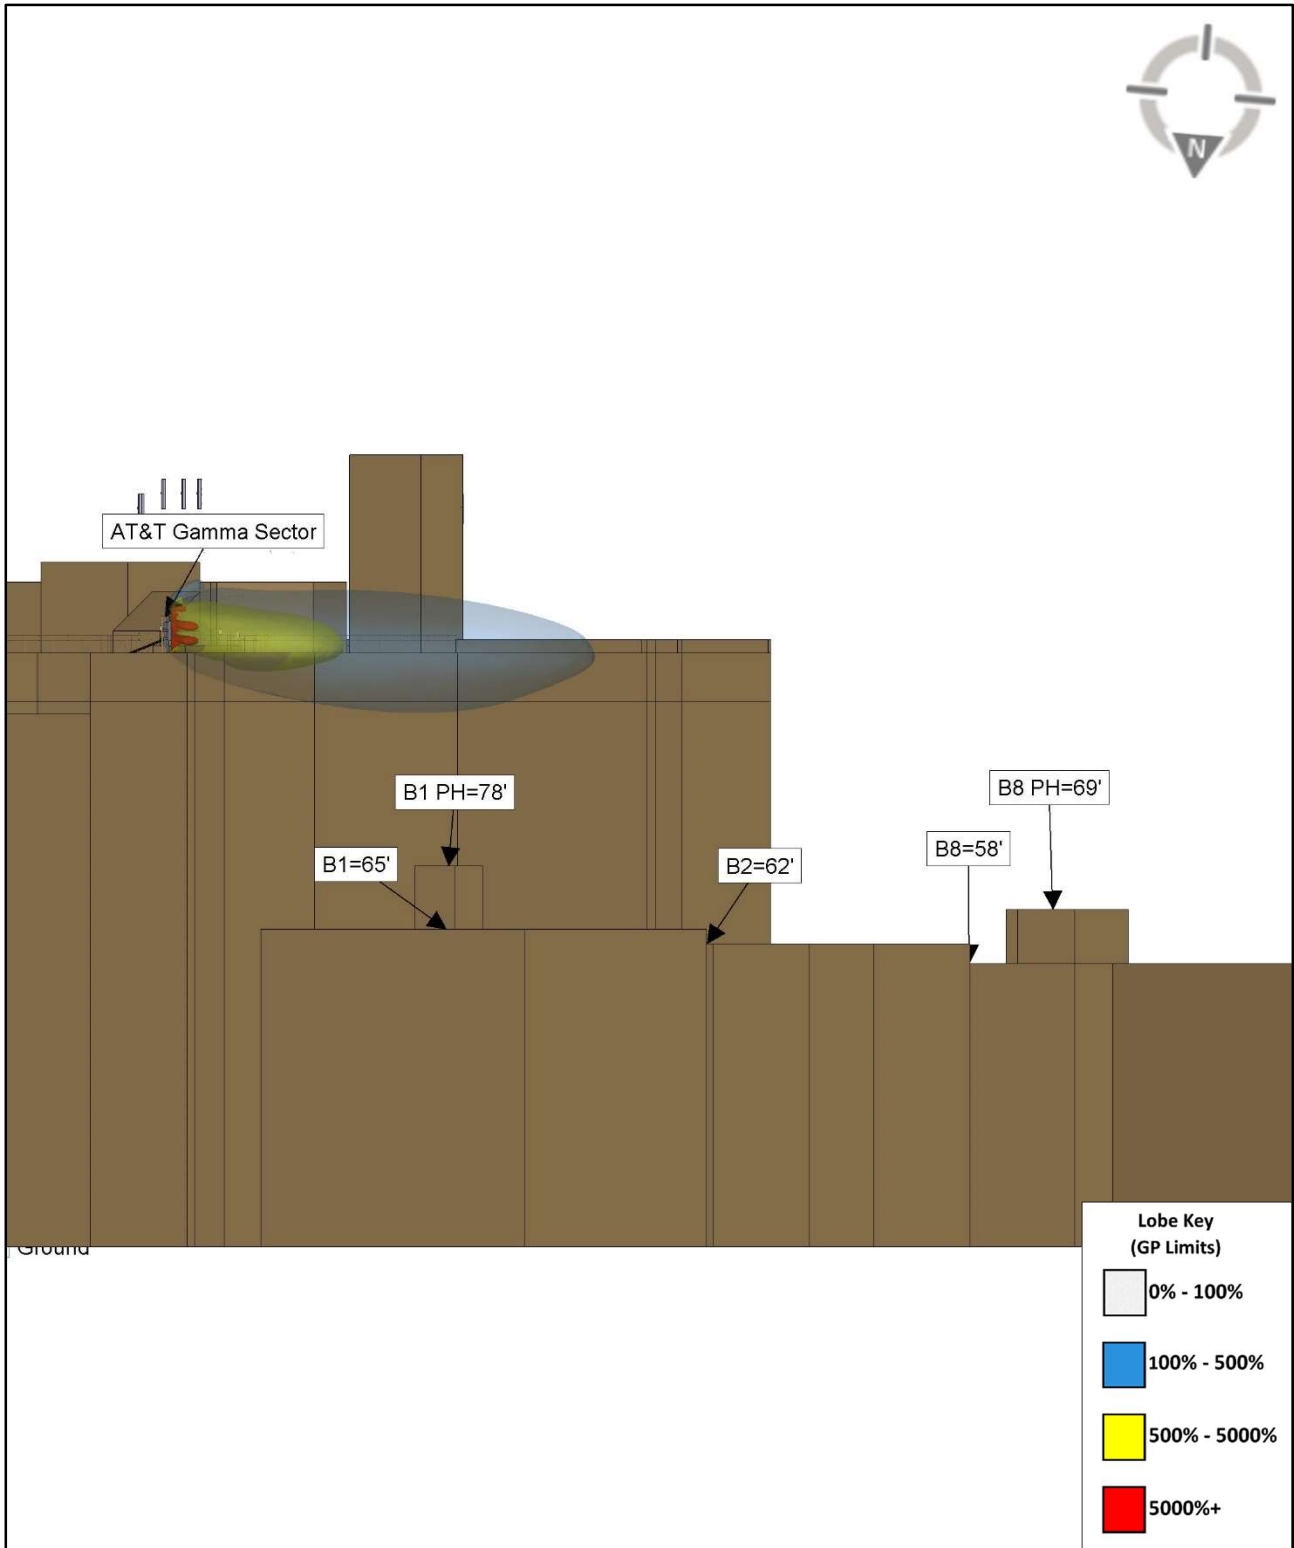 N
AT&T Gamma Sector
B1 PH=78'
B8 PH=69'
B1=65'
B2=62'
B8=58'
Ground
Lobe Key
(GP Limits)
0% - 100%
100% - 500%
500% - 5000%
5000%+